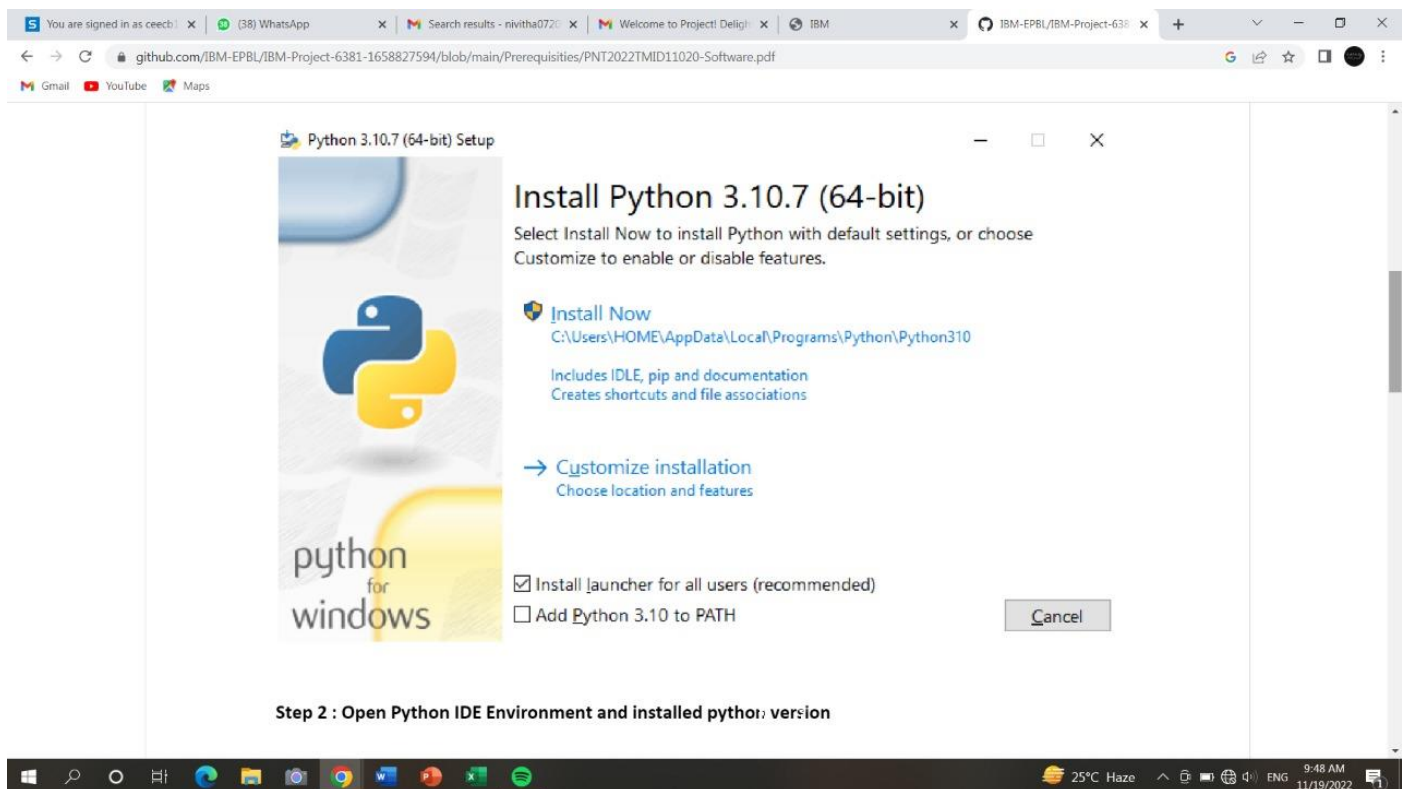 You are signed in as ceecb1
(38) WhatsApp
Search results - nivitha0720
Welcome to Project! Deligh
IBM
IBM-EPBL/IBM-Project-638
github.com/IBM-EPBL/IBM-Project-6381-1658827594/blob/main/Prerequisites/PNT2022TMID11020-Software.pdf
Gmail
YouTube
Maps
Python 3.10.7 (64-bit) Setup
Install Python 3.10.7 (64-bit)
Select Install Now to install Python with default settings, or choose
Customize to enable or disable features.
Install Now
C:\Users\HOME\AppData\Local\Programs\Python\Python310
Includes IDLE, pip and documentation
Creates shortcuts and file associations
Customize installation
Choose location and features
python
for
windows
Install launcher for all users (recommended)
Add Python 3.10 to PATH
Cancel
Step 2 : Open Python IDE Environment and installed python version
25°C Haze
ENG
9:48 AM
11/19/2022